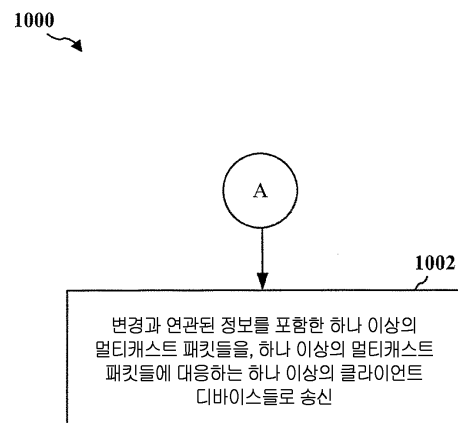 1000
A
1002
변경과 연관된 정보를 포함한 하나 이상의
멀티캐스트 패킷들을, 하나 이상의 멀티캐스트
패킷들에 대응하는 하나 이상의 클라이언트
디바이스들로 송신